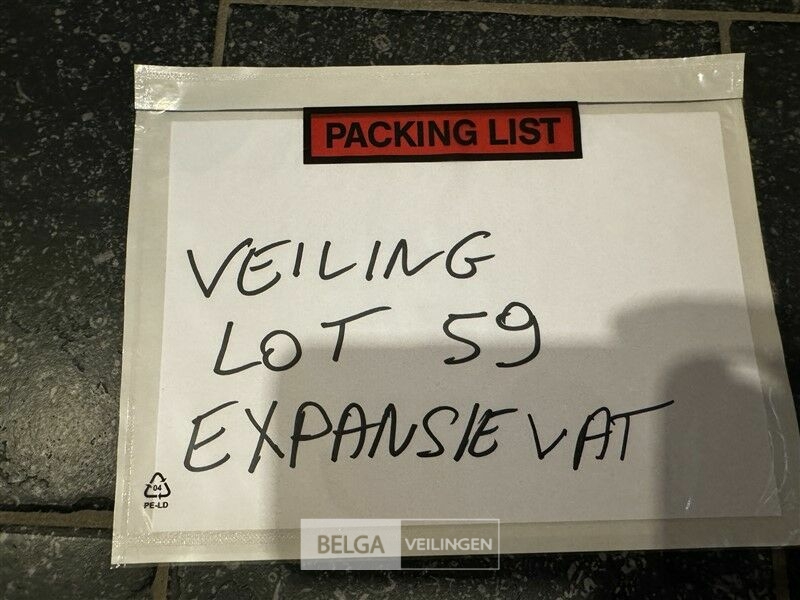 PACKING LIST
VEILING
LOT 59
EXPANSIEVAT
04
PE-LD
BELGA VEILINGEN